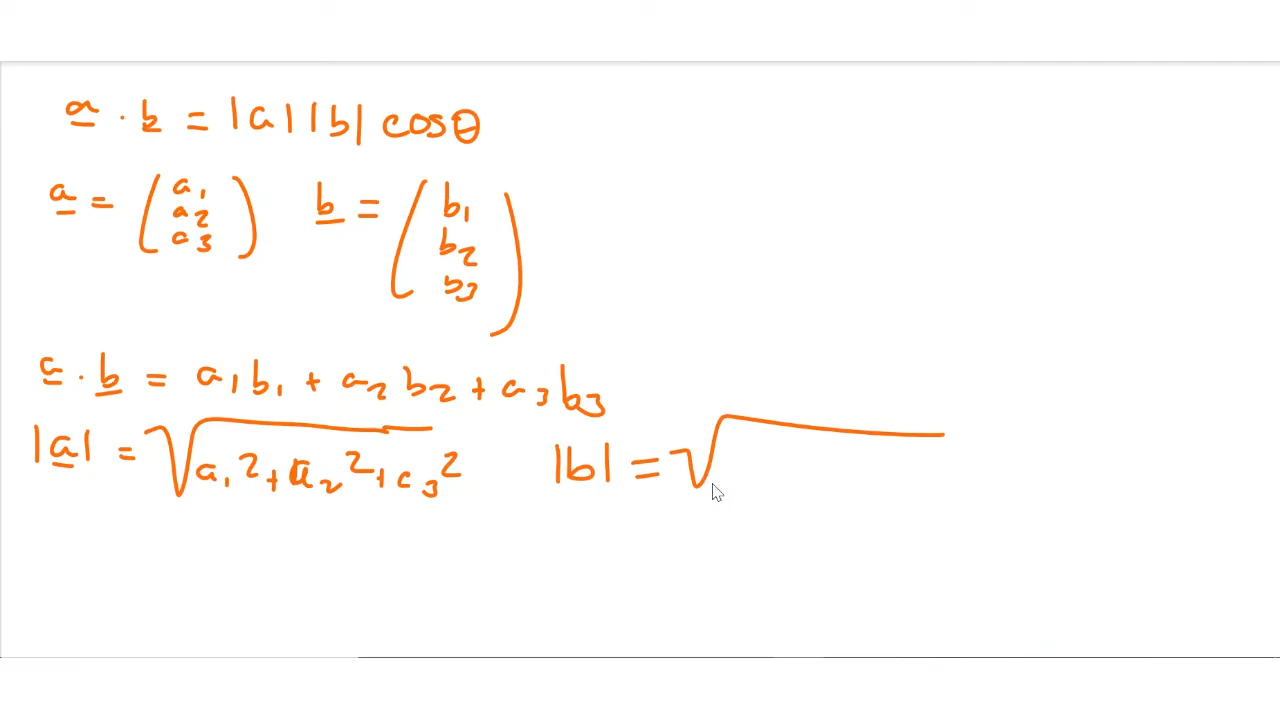 a · b = |a| |b| cosθ
a = (a₁ a₂ a₃) b = (b₁ b₂ b₃)
a · b = a₁b₁ + a₂b₂ + a₃b₃
|a| = √(a₁² + a₂² + a₃²) |b| = √